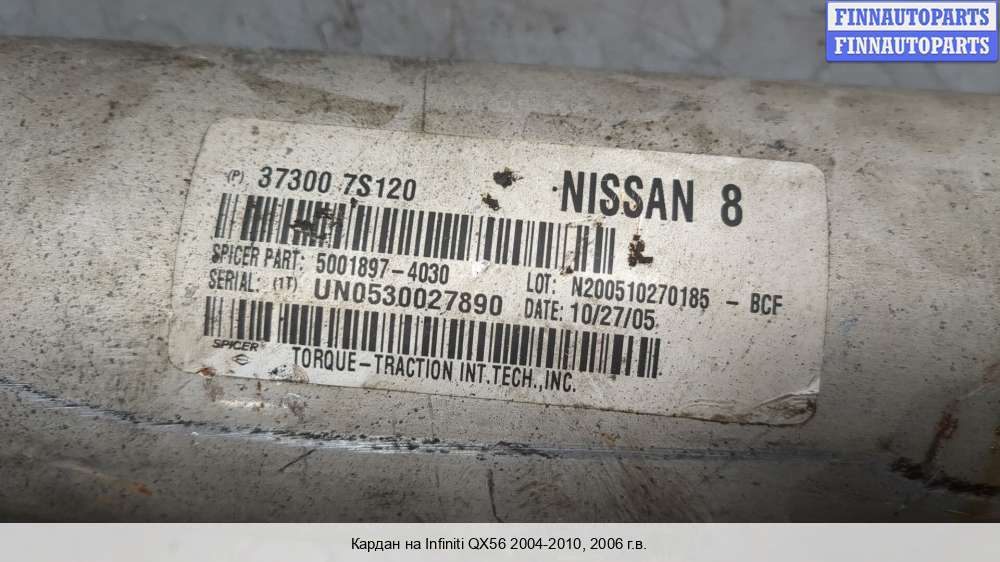 FINNAUTOPARTS
FINNAUTOPARTS
(P) 37300 7S120
NISSAN 8
SPICER PART: 5001897-4030
LOT: N200510270185 - BCF
SERIAL: (1T) UN0530027890
DATE: 10/27/05
SPICER
TORQUE-TRACTION INT.TECH.,INC.
Кардан на Infiniti QX56 2004-2010, 2006 г.в.